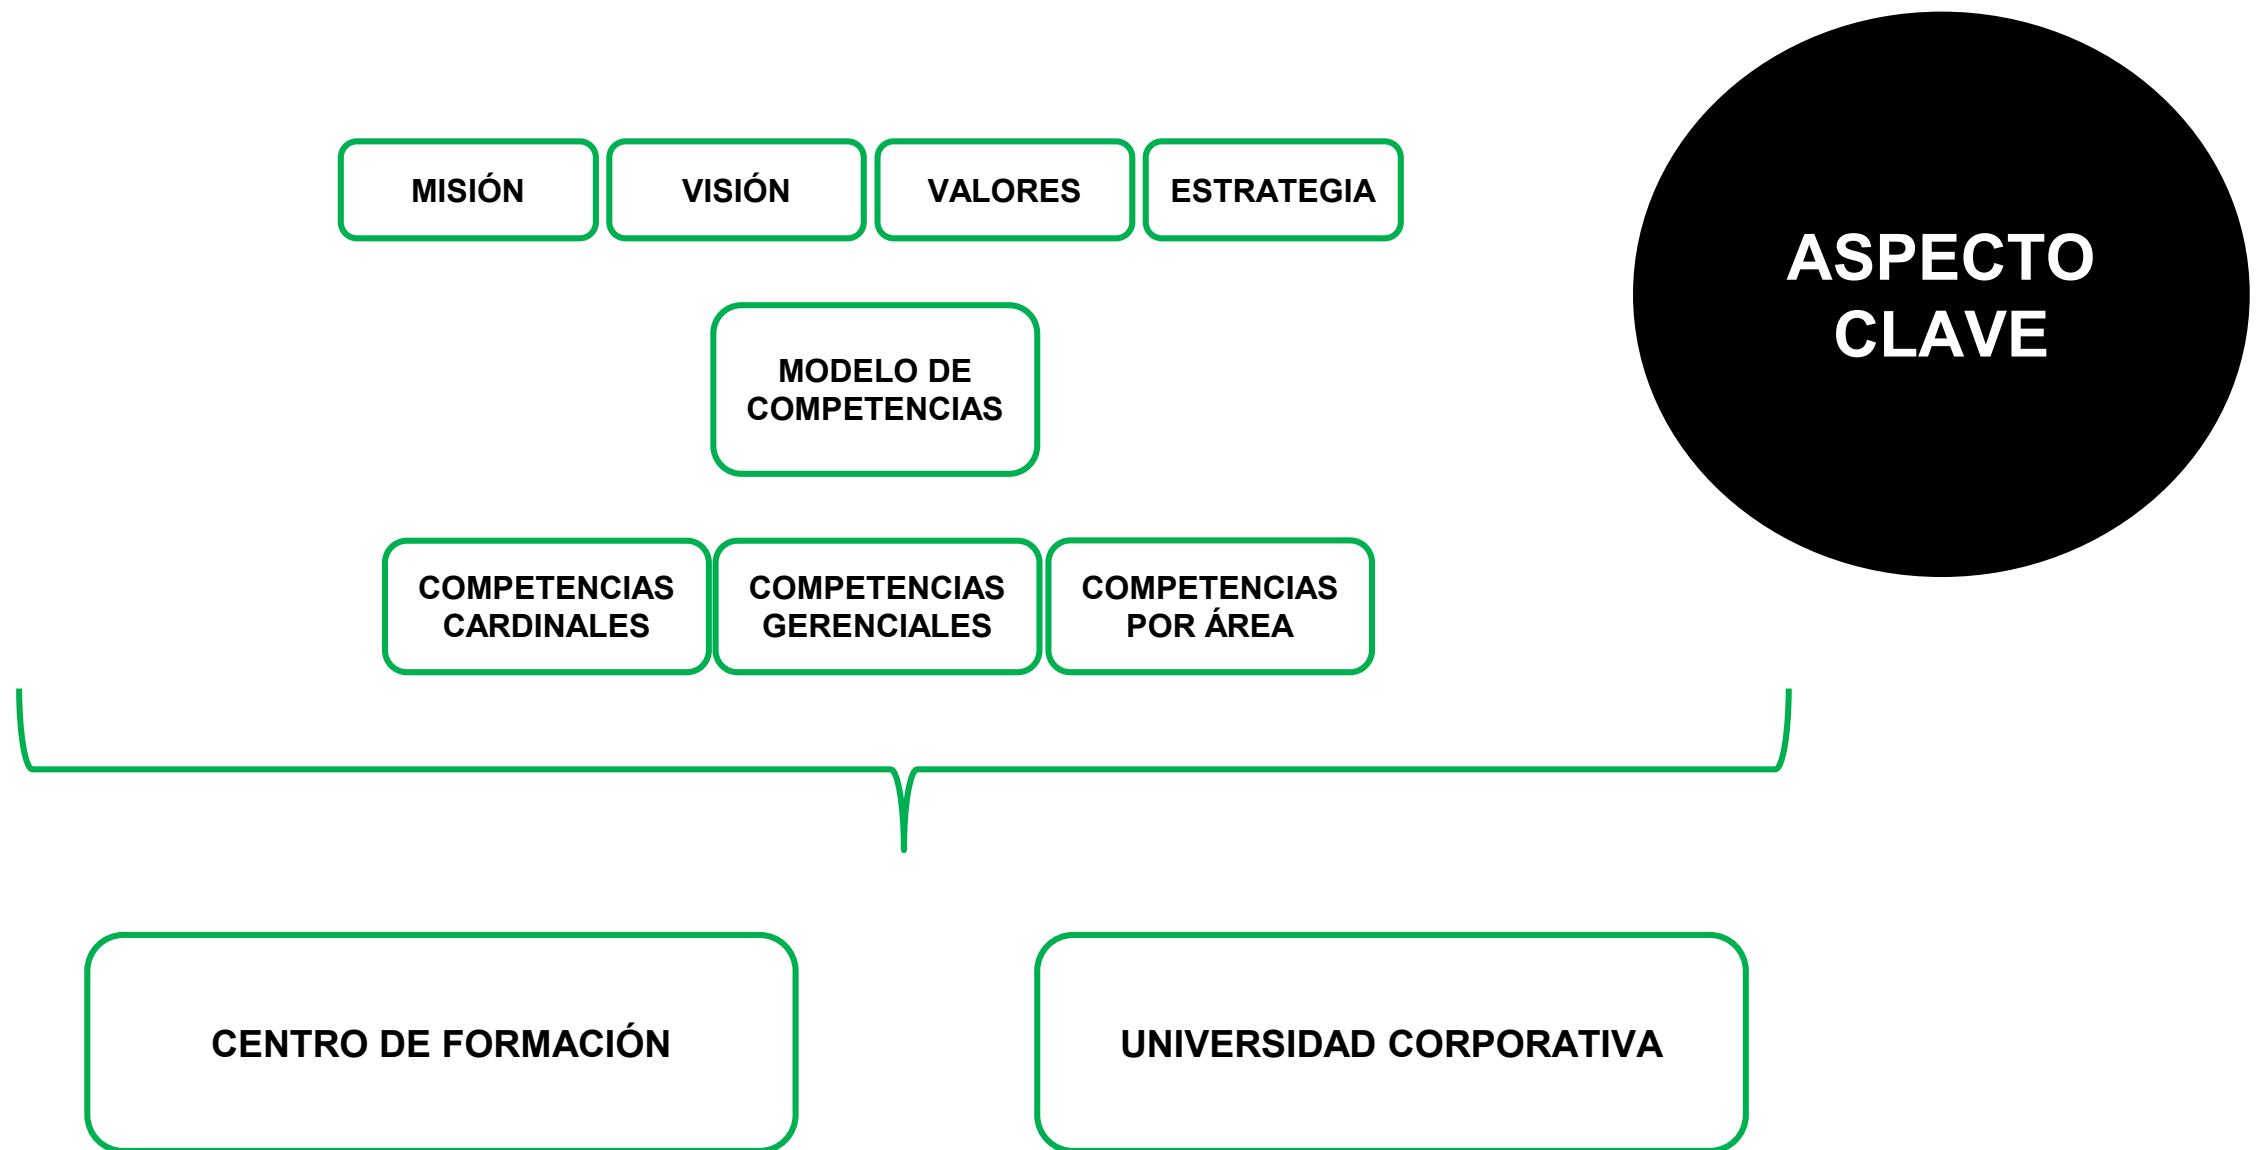 MISIÓN
VISIÓN
VALORES
ESTRATEGIA
ASPECTO
CLAVE
MODELO DE
COMPETENCIAS
COMPETENCIAS
CARDINALES
COMPETENCIAS
GERENCIALES
COMPETENCIAS
POR ÁREA
CENTRO DE FORMACIÓN
UNIVERSIDAD CORPORATIVA